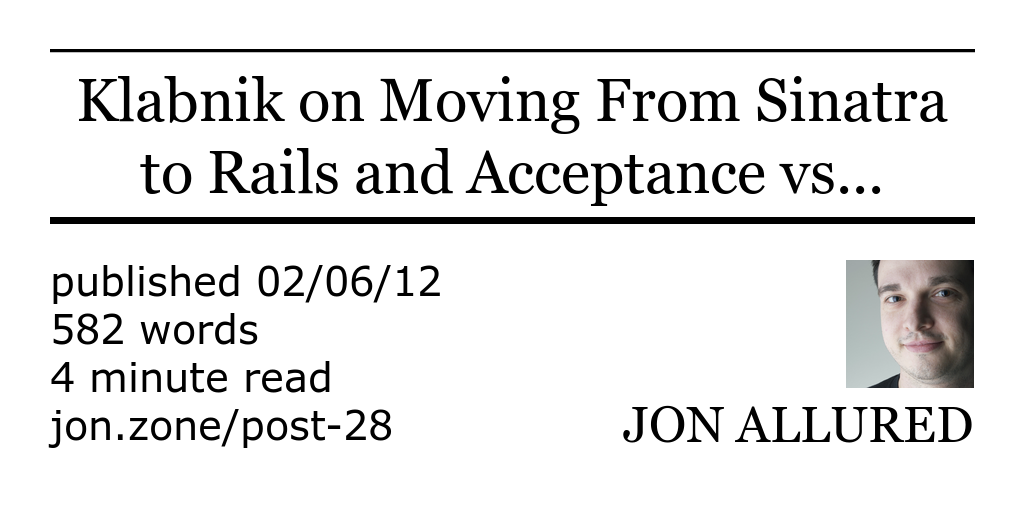 Klabnik on Moving From Sinatra
to Rails and Acceptance vs...
published 02/06/12
582 words
4 minute read
jon.zone/post-28
JON ALLURED